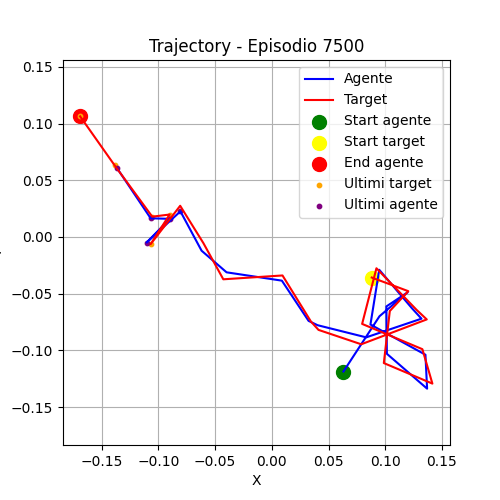 Trajectory - Episodio 7500
Agente
Target
Start agente
Start target
End agente
Ultimi target
Ultimi agente
0.15
0.10
0.05
0.00
−0.05
−0.10
−0.15
−0.15 −0.10 −0.05 0.00 0.05 0.10 0.15
X